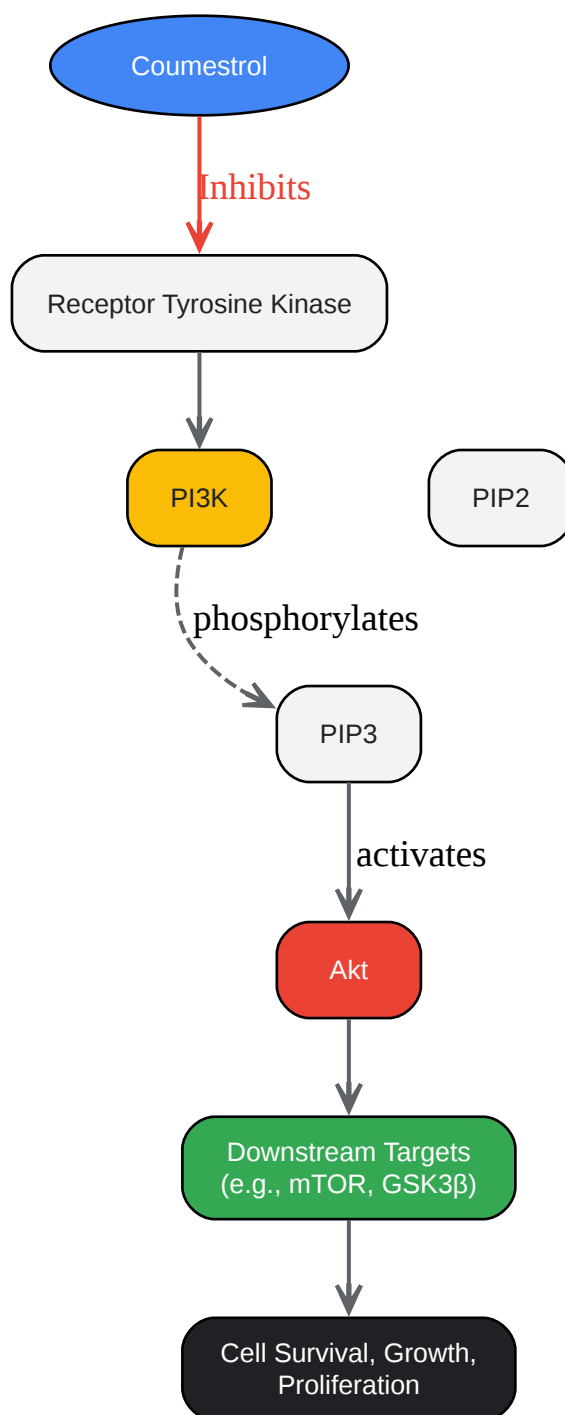 Coumestrol
Inhibits
Receptor Tyrosine Kinase
PI3K
PIP2
phosphorylates
PIP3
activates
Akt
Downstream Targets
(e.g., mTOR, GSK3β)
Cell Survival, Growth,
Proliferation